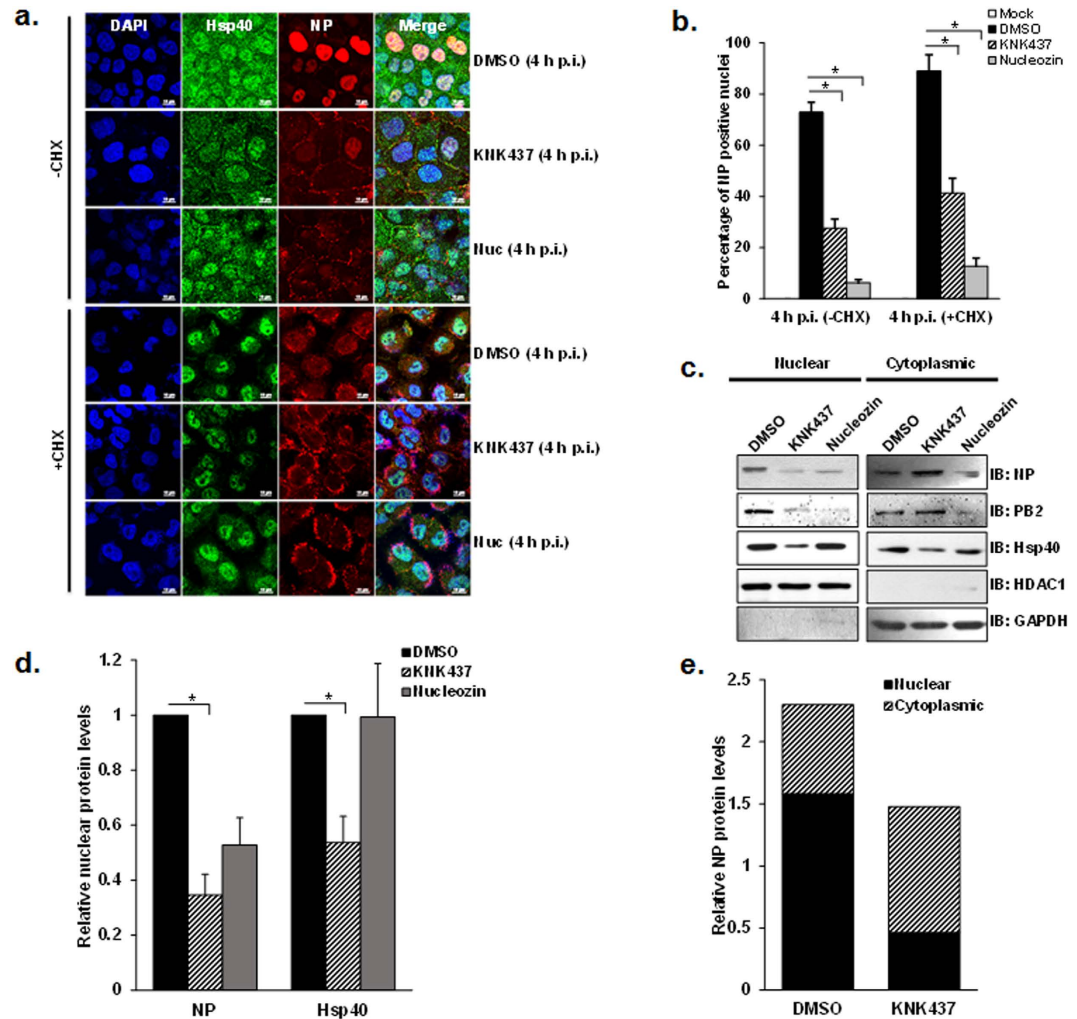 a.
DAPI Hsp40 NP Merge
DMSO (4 h p.i.)
KNK437 (4 h p.i.)
Nuc (4 h p.i.)
-CHX
DMSO (4 h p.i.)
KNK437 (4 h p.i.)
Nuc (4 h p.i.)
+CHX
b.
Mock
DMSO
KNK437
Nucleozin
Percentage of NP positive nuclei
100
80
60
40
20
0
* * * *
4 h p.i. (-CHX) 4 h p.i. (+CHX)
c.
Nuclear Cytoplasmic
DMSO KNK437 Nucleozin DMSO KNK437 Nucleozin
IB: NP
IB: PB2
IB: Hsp40
IB: HDAC1
IB: GAPDH
d.
DMSO
KNK437
Nucleozin
Relative nuclear protein levels
1.2
1
0.8
0.6
0.4
0.2
0
* *
NP Hsp40
e.
Nuclear
Cytoplasmic
Relative NP protein levels
2.5
2
1.5
1
0.5
0
DMSO KNK437